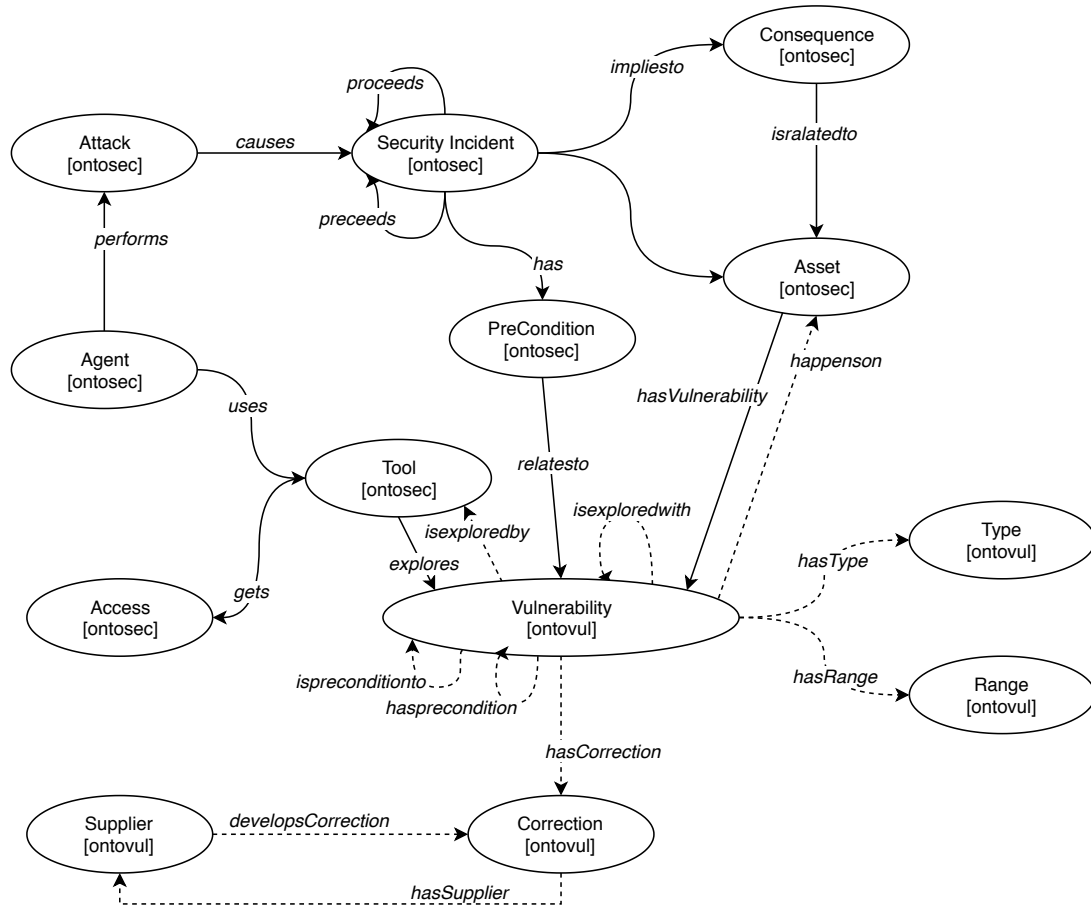 Consequence
[ontosec]
impliesto
proceeds
Attack
[ontosec]
causes
Security Incident
[ontosec]
isralatedto
preceeds
performs
has
Asset
[ontosec]
PreCondition
[ontosec]
Agent
[ontosec]
happenson
uses
hasVulnerability
Tool
[ontosec]
relatesto
isexploredby
isexploredwith
Type
[ontovul]
explores
hasType
gets
Access
[ontosec]
Vulnerability
[ontovul]
ispreconditionto
hasprecondition
hasRange
Range
[ontovul]
hasCorrection
Supplier
[ontovul]
developsCorrection
Correction
[ontovul]
hasSupplier